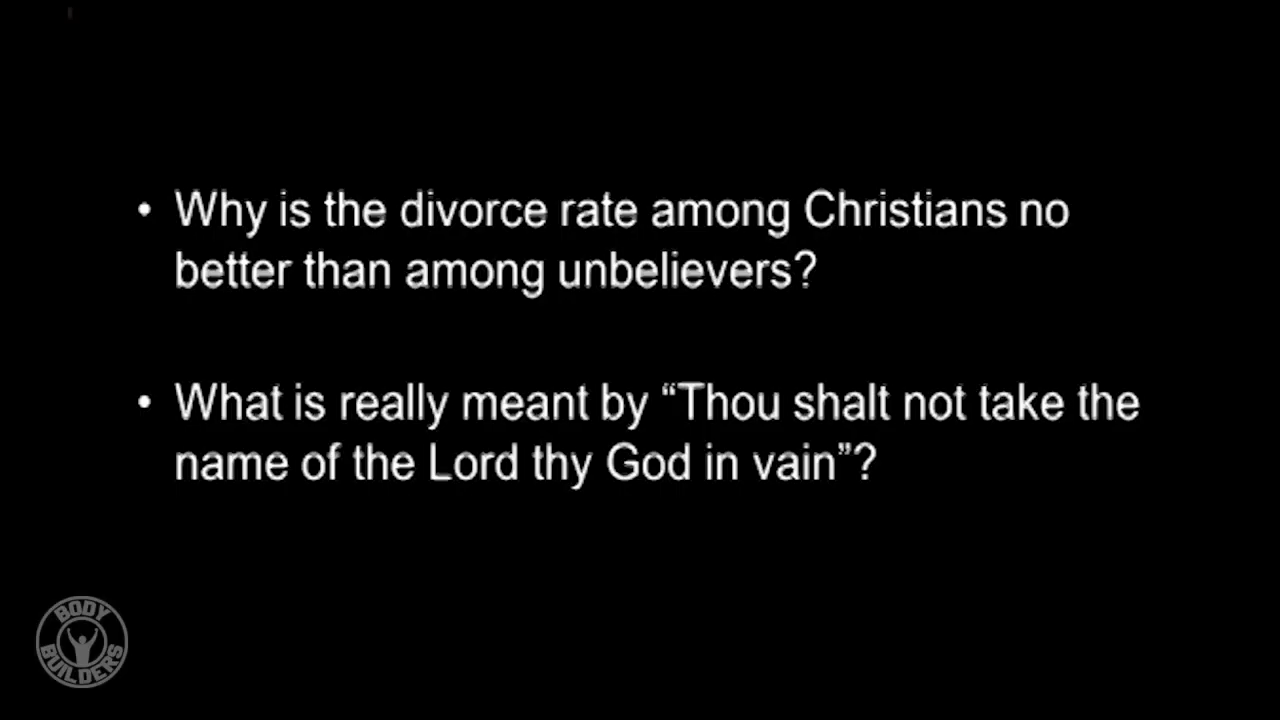 • Why is the divorce rate among Christians no
better than among unbelievers?
• What is really meant by “Thou shalt not take the
name of the Lord thy God in vain”?
BODY
BUILDERS